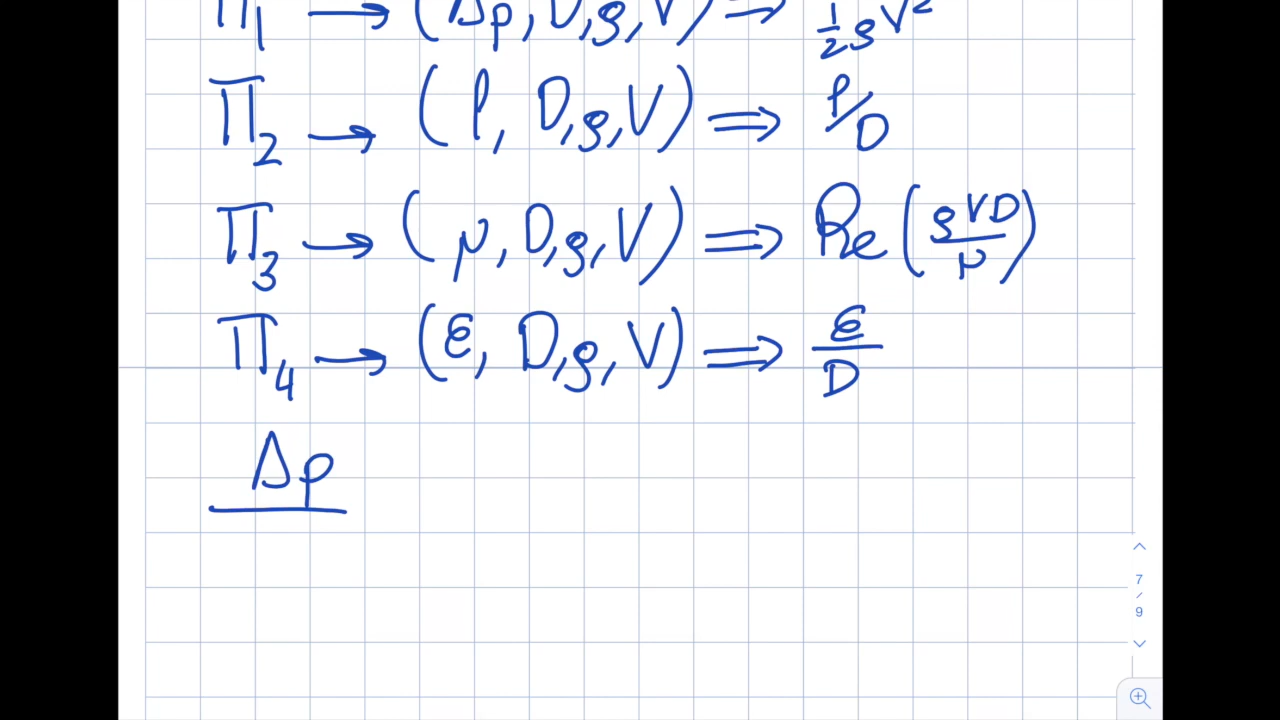 Π₁ → (Δp, D, ρ, V) ⇒ ½ρV²
Π₂ → (l, D, ρ, V) ⇒ l/D
Π₃ → (μ, D, ρ, V) ⇒ Re (ρVD/μ)
Π₄ → (ε, D, ρ, V) ⇒ ε/D
Δp
7
/
9